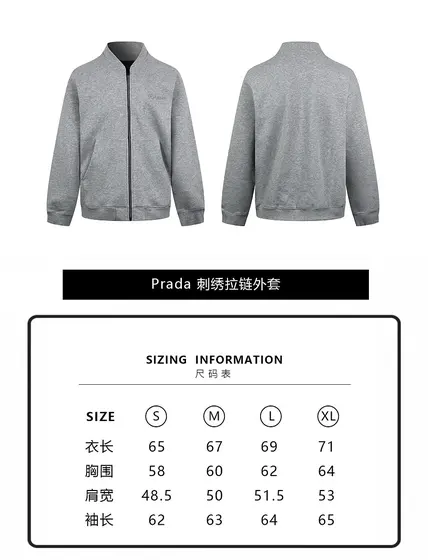 Prada 刺绣拉链外套
SIZING INFORMATION
尺码表
SIZE S M L XL
衣长 65 67 69 71
胸围 58 60 62 64
肩宽 48.5 50 51.5 53
袖长 62 63 64 65